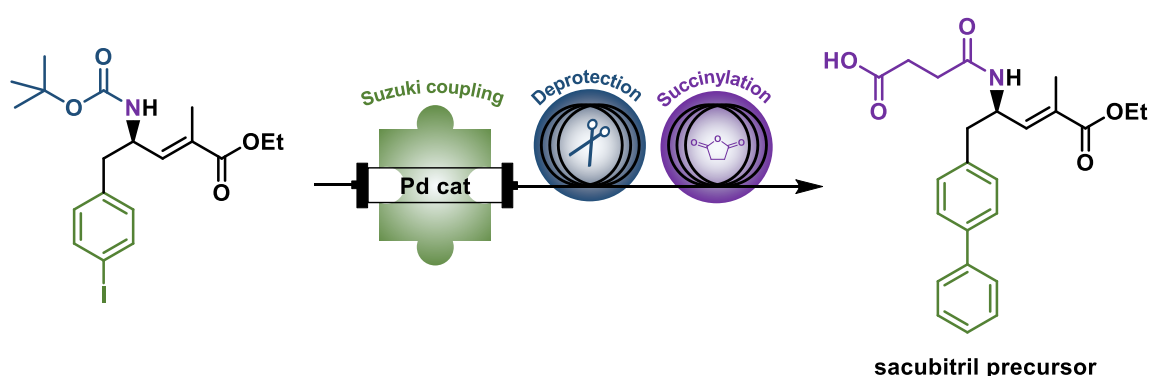 O
O
NH
OEt
O
I
Suzuki coupling
Pd cat
Deprotection
Succinylation
O
O
O
O
HO
O
NH
OEt
O
sacubitril precursor